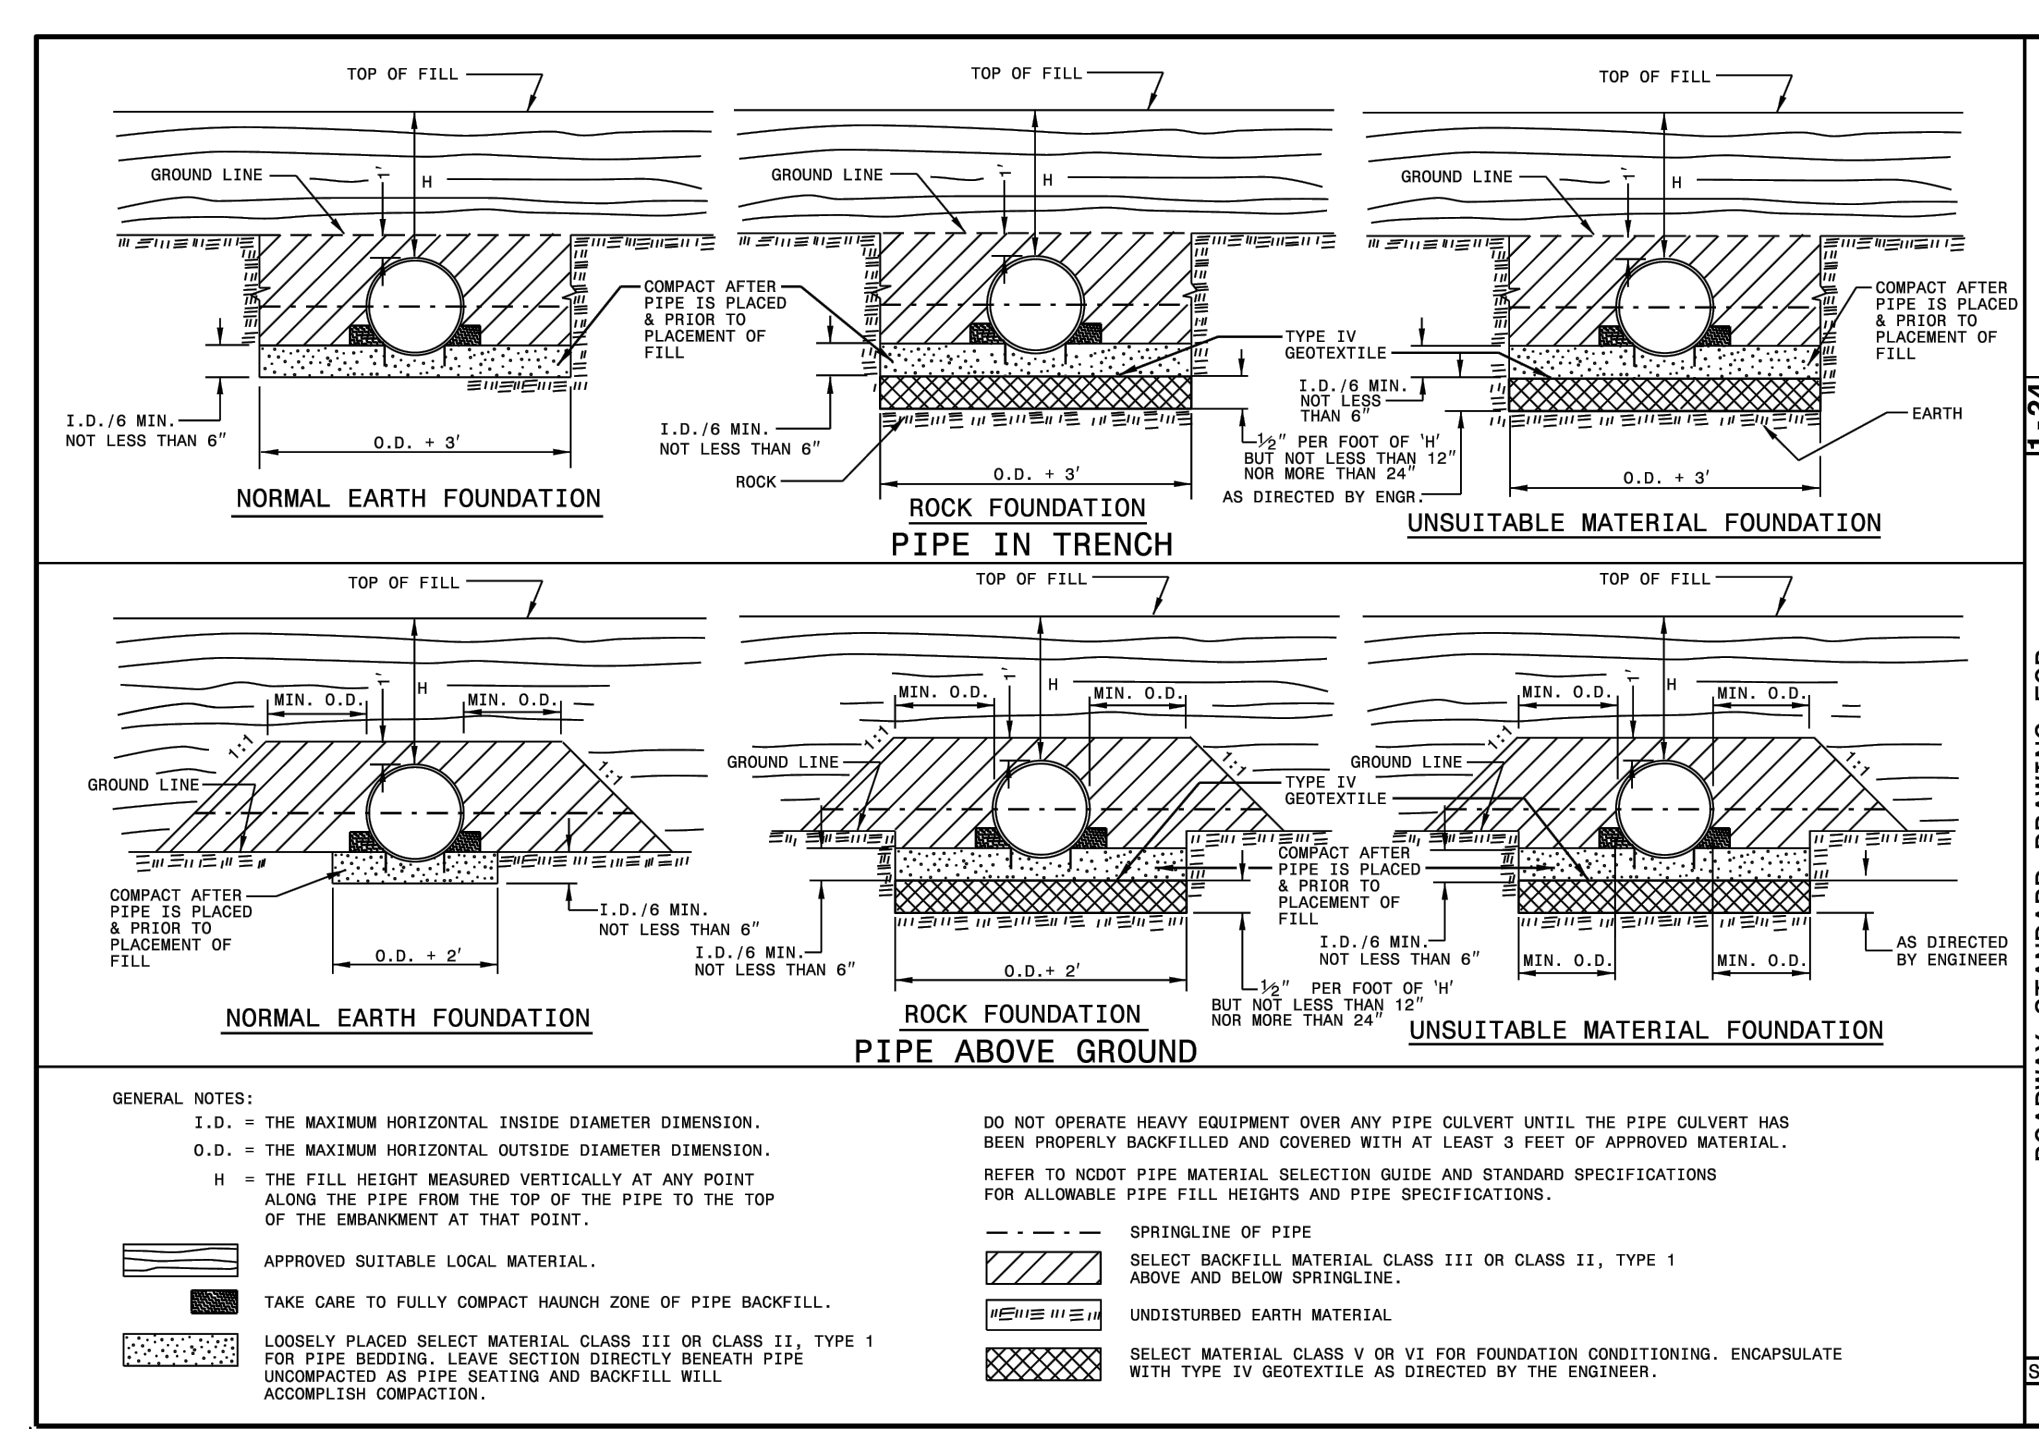 TOP OF FILL
GROUND LINE
1'
H
I.D./6 MIN.
NOT LESS THAN 6"
O.D. + 3'
NORMAL EARTH FOUNDATION
COMPACT AFTER
PIPE IS PLACED
& PRIOR TO
PLACEMENT OF
FILL
TOP OF FILL
GROUND LINE
1'
H
TYPE IV
GEOTEXTILE
I.D./6 MIN.
NOT LESS THAN 6"
ROCK
O.D. + 3'
½" PER FOOT OF 'H'
BUT NOT LESS THAN 12"
NOR MORE THAN 24"
ROCK FOUNDATION
PIPE IN TRENCH
TOP OF FILL
GROUND LINE
1'
H
COMPACT AFTER
PIPE IS PLACED
& PRIOR TO
PLACEMENT OF
FILL
I.D./6 MIN.
NOT LESS
THAN 6"
EARTH
AS DIRECTED BY ENGR.
O.D. + 3'
UNSUITABLE MATERIAL FOUNDATION
TOP OF FILL
1'
H
MIN. O.D.
MIN. O.D.
1:1
1:1
GROUND LINE
COMPACT AFTER
PIPE IS PLACED
& PRIOR TO
PLACEMENT OF
FILL
I.D./6 MIN.
NOT LESS THAN 6"
O.D. + 2'
NORMAL EARTH FOUNDATION
TOP OF FILL
1'
H
MIN. O.D.
MIN. O.D.
1:1
1:1
GROUND LINE
TYPE IV
GEOTEXTILE
COMPACT AFTER
PIPE IS PLACED
& PRIOR TO
PLACEMENT OF
FILL
I.D./6 MIN.
NOT LESS THAN 6"
O.D.+ 2'
½" PER FOOT OF 'H'
BUT NOT LESS THAN 12"
NOR MORE THAN 24"
ROCK FOUNDATION
PIPE ABOVE GROUND
TOP OF FILL
1'
H
MIN. O.D.
MIN. O.D.
1:1
1:1
GROUND LINE
I.D./6 MIN.
NOT LESS THAN 6"
MIN. O.D.
MIN. O.D.
AS DIRECTED
BY ENGINEER
UNSUITABLE MATERIAL FOUNDATION
GENERAL NOTES:
I.D. = THE MAXIMUM HORIZONTAL INSIDE DIAMETER DIMENSION.
O.D. = THE MAXIMUM HORIZONTAL OUTSIDE DIAMETER DIMENSION.
H = THE FILL HEIGHT MEASURED VERTICALLY AT ANY POINT
ALONG THE PIPE FROM THE TOP OF THE PIPE TO THE TOP
OF THE EMBANKMENT AT THAT POINT.
APPROVED SUITABLE LOCAL MATERIAL.
TAKE CARE TO FULLY COMPACT HAUNCH ZONE OF PIPE BACKFILL.
LOOSELY PLACED SELECT MATERIAL CLASS III OR CLASS II, TYPE 1
FOR PIPE BEDDING. LEAVE SECTION DIRECTLY BENEATH PIPE
UNCOMPACTED AS PIPE SEATING AND BACKFILL WILL
ACCOMPLISH COMPACTION.
DO NOT OPERATE HEAVY EQUIPMENT OVER ANY PIPE CULVERT UNTIL THE PIPE CULVERT HAS
BEEN PROPERLY BACKFILLED AND COVERED WITH AT LEAST 3 FEET OF APPROVED MATERIAL.
REFER TO NCDOT PIPE MATERIAL SELECTION GUIDE AND STANDARD SPECIFICATIONS
FOR ALLOWABLE PIPE FILL HEIGHTS AND PIPE SPECIFICATIONS.
SPRINGLINE OF PIPE
SELECT BACKFILL MATERIAL CLASS III OR CLASS II, TYPE 1
ABOVE AND BELOW SPRINGLINE.
UNDISTURBED EARTH MATERIAL
SELECT MATERIAL CLASS V OR VI FOR FOUNDATION CONDITIONING. ENCAPSULATE
WITH TYPE IV GEOTEXTILE AS DIRECTED BY THE ENGINEER.